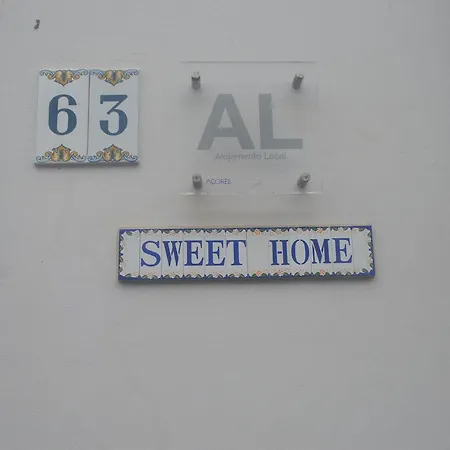 63
AL
Alojamento Local
AÇORES
SWEET HOME